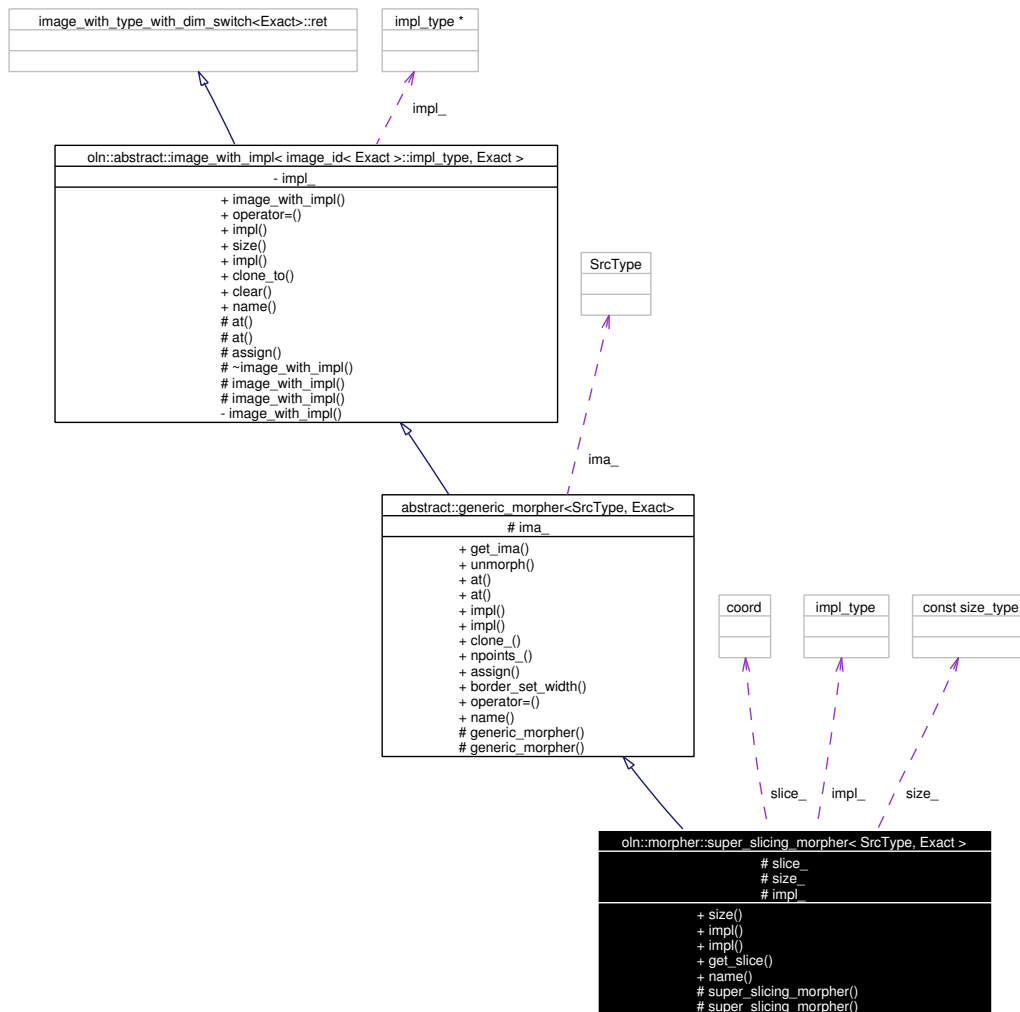 image_with_type_with_dim_switch<Exact>::ret
impl_type *
impl_
oln::abstract::image_with_impl< image_id< Exact >::impl_type, Exact >
- impl_
+ image_with_impl()
+ operator=()
+ impl()
+ size()
+ impl()
+ clone_to()
+ clear()
+ name()
# at()
# at()
# assign()
# ~image_with_impl()
# image_with_impl()
# image_with_impl()
- image_with_impl()
SrcType
ima_
abstract::generic_morpher<SrcType, Exact>
# ima_
+ get_ima()
+ unmorph()
+ at()
+ at()
+ impl()
+ impl()
+ clone_()
+ npoints_()
+ assign()
+ border_set_width()
+ operator=()
+ name()
# generic_morpher()
# generic_morpher()
coord
impl_type
const size_type
slice_
impl_
size_
oln::morpher::super_slicing_morpher< SrcType, Exact >
# slice_
# size_
# impl_
+ size()
+ impl()
+ impl()
+ get_slice()
+ name()
# super_slicing_morpher()
# super_slicing_morpher()